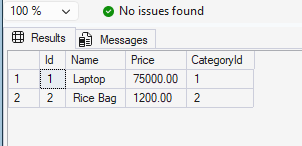 100 % No issues found
Results Messages
Id Name Price CategoryId
1 1 Laptop 75000.00 1
2 2 Rice Bag 1200.00 2